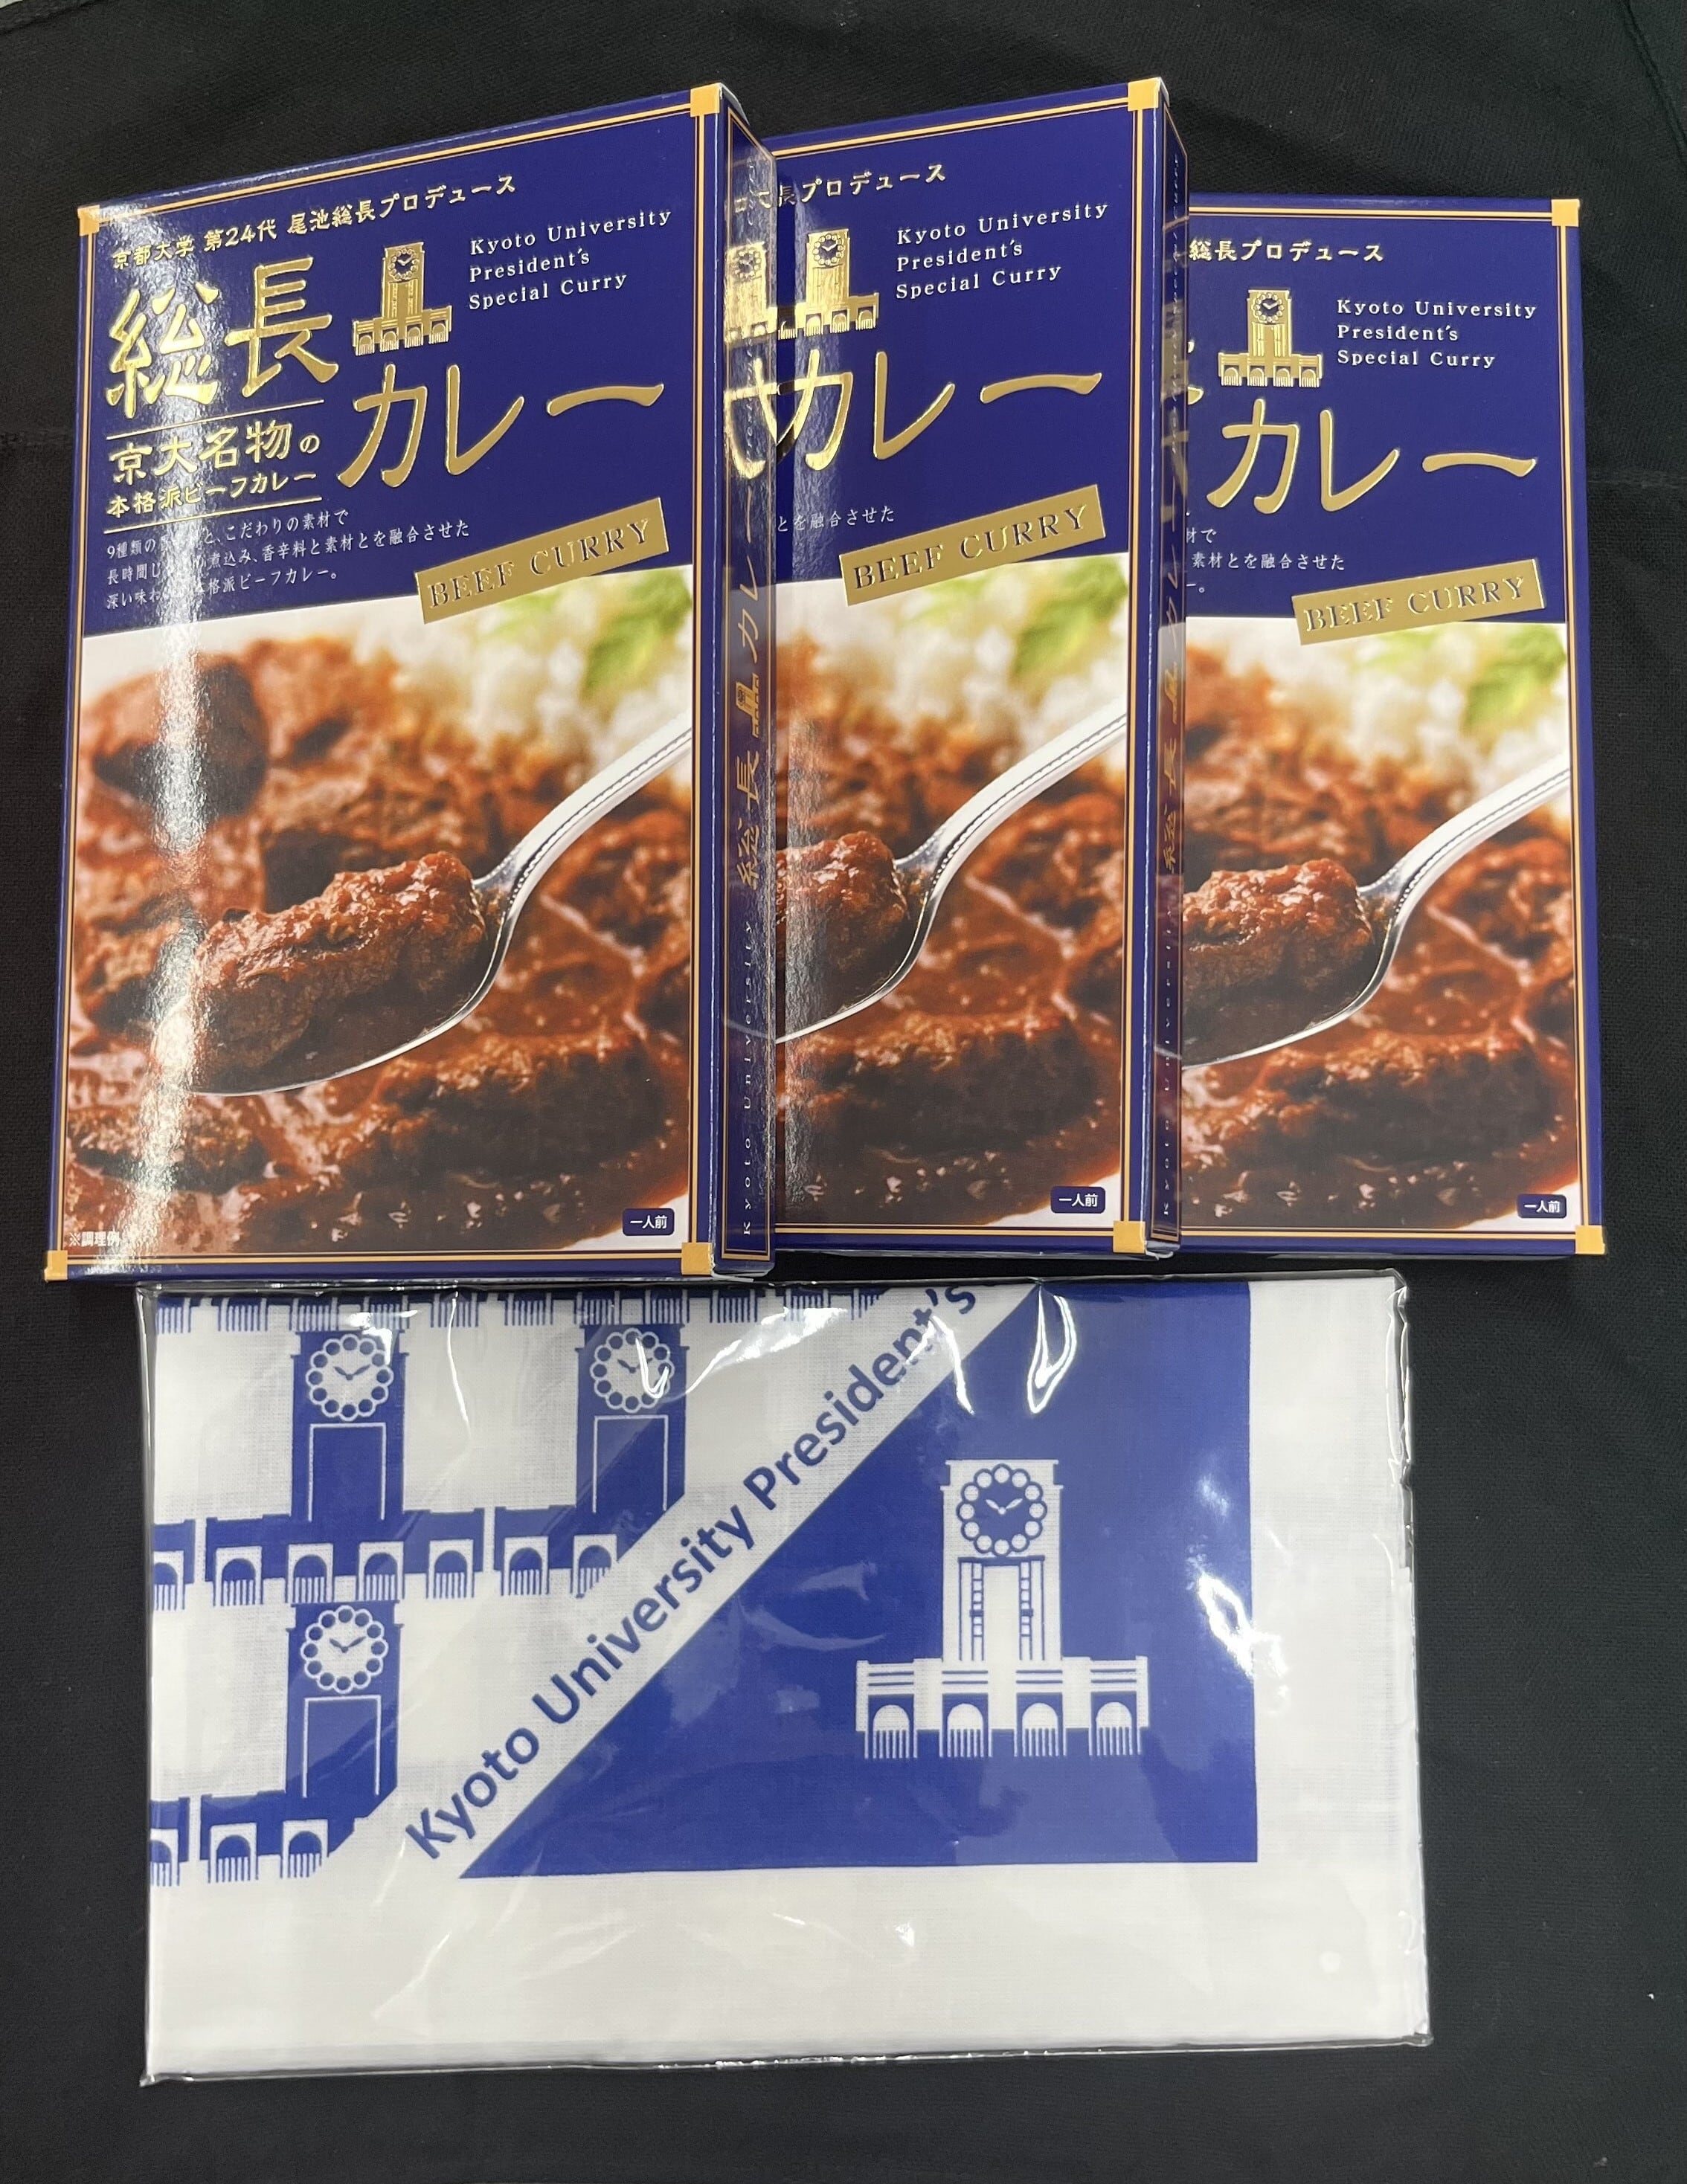 京都大学 第24代 尾池総長プロデュース
総長
カレー
Kyoto University
President's
Special Curry
京大名物の
本格派ビーフカレー
9種類の と、こだわりの素材で
長時間じ 煮込み、香辛料と素材とを融合させた
深い味わ 格派ビーフカレー。
BEEF CURRY
※調理例
一人前
Kyoto University 総長 カレー
長プロデュース
Kyoto University
President's
Special Curry
カレー
とを融合させた
BEEF CURRY
一人前
Kyoto University 総長 カレー
総長プロデュース
Kyoto University
President's
Special Curry
カレー
材で
素材とを融合させた
ー。
BEEF CURRY
一人前
Kyoto University President's